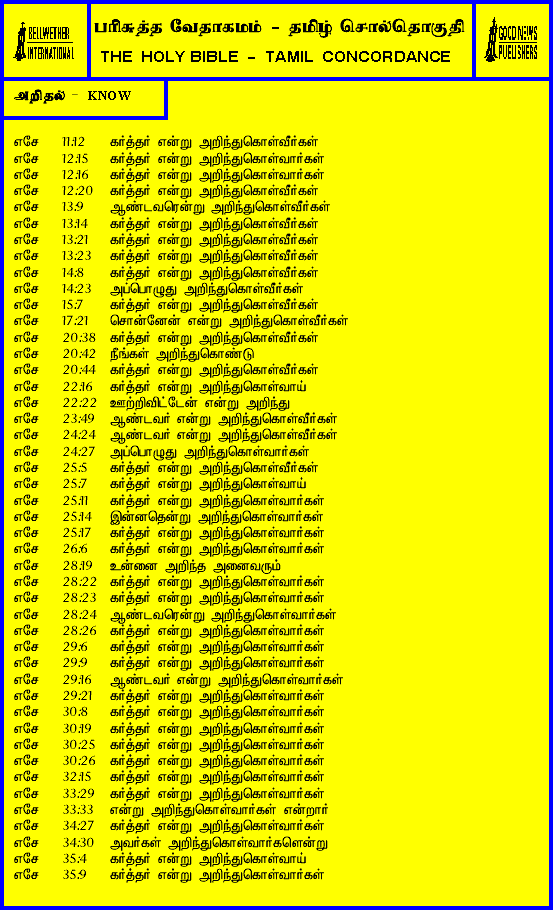 BELLWETHER
INTERNATIONAL
பரிசுத்த வேதாகமம் - தமிழ் சொல்தொகுதி
THE HOLY BIBLE - TAMIL CONCORDANCE
GOOD NEWS
PUBLISHERS
அறிதல் - KNOW
எசே 11:12 கர்த்தர் என்று அறிந்துகொள்வீர்கள்
எசே 12:15 கர்த்தர் என்று அறிந்துகொள்வார்கள்
எசே 12:16 கர்த்தர் என்று அறிந்துகொள்வார்கள்
எசே 12:20 கர்த்தர் என்று அறிந்துகொள்வீர்கள்
எசே 13:9 ஆண்டவரென்று அறிந்துகொள்வீர்கள்
எசே 13:14 கர்த்தர் என்று அறிந்துகொள்வீர்கள்
எசே 13:21 கர்த்தர் என்று அறிந்துகொள்வீர்கள்
எசே 13:23 கர்த்தர் என்று அறிந்துகொள்வீர்கள்
எசே 14:8 கர்த்தர் என்று அறிந்துகொள்வீர்கள்
எசே 14:23 அப்பொழுது அறிந்துகொள்வீர்கள்
எசே 15:7 கர்த்தர் என்று அறிந்துகொள்வீர்கள்
எசே 17:21 சொன்னேன் என்று அறிந்துகொள்வீர்கள்
எசே 20:38 கர்த்தர் என்று அறிந்துகொள்வீர்கள்
எசே 20:42 நீங்கள் அறிந்துகொண்டு
எசே 20:44 கர்த்தர் என்று அறிந்துகொள்வீர்கள்
எசே 22:16 கர்த்தர் என்று அறிந்துகொள்வாய்
எசே 22:22 ஊற்றிவிட்டேன் என்று அறிந்து
எசே 23:49 ஆண்டவர் என்று அறிந்துகொள்வீர்கள்
எசே 24:24 ஆண்டவர் என்று அறிந்துகொள்வீர்கள்
எசே 24:27 அப்பொழுது அறிந்துகொள்வார்கள்
எசே 25:5 கர்த்தர் என்று அறிந்துகொள்வீர்கள்
எசே 25:7 கர்த்தர் என்று அறிந்துகொள்வாய்
எசே 25:11 கர்த்தர் என்று அறிந்துகொள்வார்கள்
எசே 25:14 இன்னதென்று அறிந்துகொள்வார்கள்
எசே 25:17 கர்த்தர் என்று அறிந்துகொள்வார்கள்
எசே 26:6 கர்த்தர் என்று அறிந்துகொள்வார்கள்
எசே 28:19 உன்னை அறிந்த அனைவரும்
எசே 28:22 கர்த்தர் என்று அறிந்துகொள்வார்கள்
எசே 28:23 கர்த்தர் என்று அறிந்துகொள்வார்கள்
எசே 28:24 ஆண்டவரென்று அறிந்துகொள்வார்கள்
எசே 28:26 கர்த்தர் என்று அறிந்துகொள்வார்கள்
எசே 29:6 கர்த்தர் என்று அறிந்துகொள்வார்கள்
எசே 29:9 கர்த்தர் என்று அறிந்துகொள்வார்கள்
எசே 29:16 ஆண்டவர் என்று அறிந்துகொள்வார்கள்
எசே 29:21 கர்த்தர் என்று அறிந்துகொள்வார்கள்
எசே 30:8 கர்த்தர் என்று அறிந்துகொள்வார்கள்
எசே 30:19 கர்த்தர் என்று அறிந்துகொள்வார்கள்
எசே 30:25 கர்த்தர் என்று அறிந்துகொள்வார்கள்
எசே 30:26 கர்த்தர் என்று அறிந்துகொள்வார்கள்
எசே 32:15 கர்த்தர் என்று அறிந்துகொள்வார்கள்
எசே 33:29 கர்த்தர் என்று அறிந்துகொள்வார்கள்
எசே 33:33 என்று அறிந்துகொள்வார்கள் என்றார்
எசே 34:27 கர்த்தர் என்று அறிந்துகொள்வார்கள்
எசே 34:30 அவர்கள் அறிந்துகொள்வார்களென்று
எசே 35:4 கர்த்தர் என்று அறிந்துகொள்வாய்
எசே 35:9 கர்த்தர் என்று அறிந்துகொள்வார்கள்